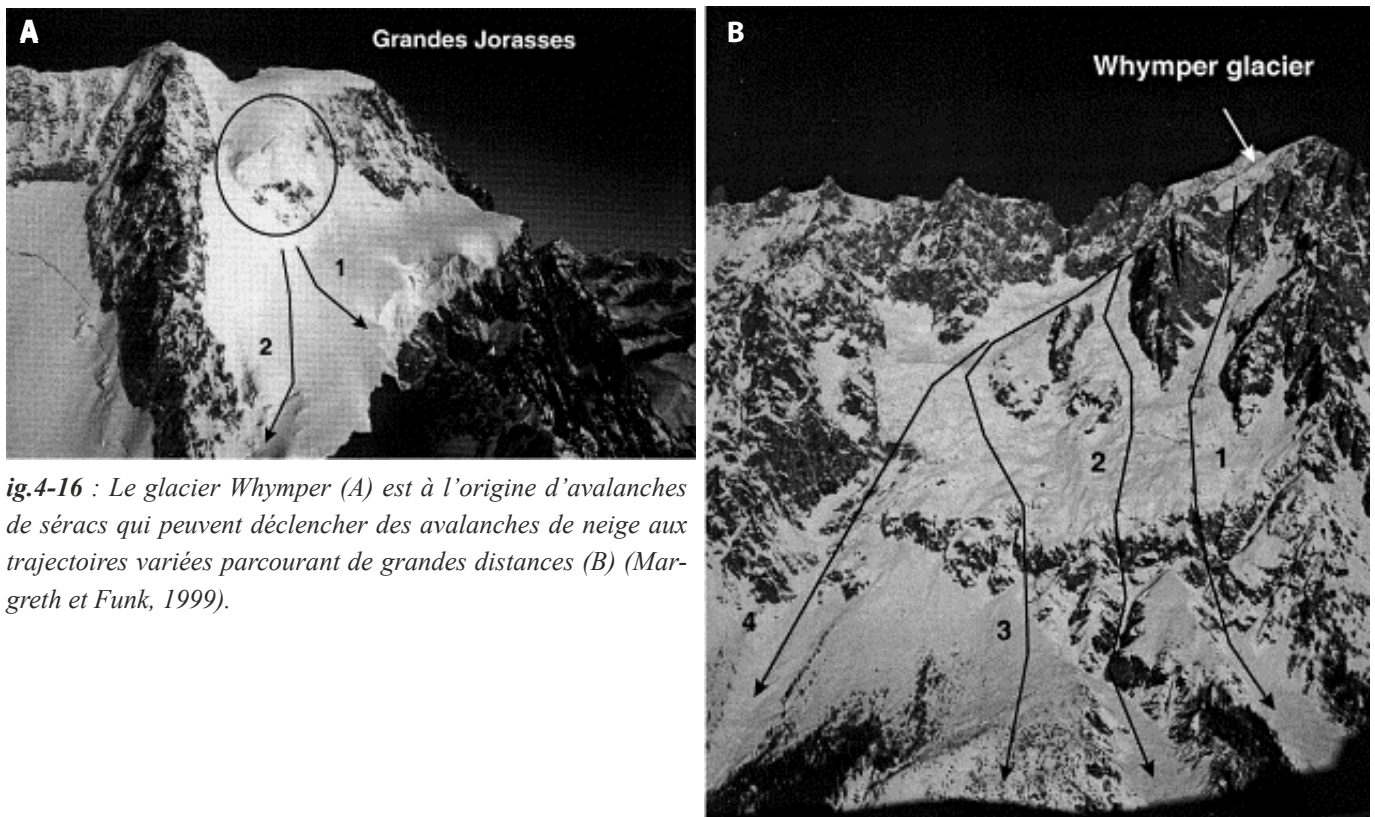 A
Grandes Jorasses
1
2
ig.4-16 : Le glacier Whymper (A) est à l'origine d'avalanches
de séracs qui peuvent déclencher des avalanches de neige aux
trajectoires variées parcourant de grandes distances (B) (Mar-
greth et Funk, 1999).
B
Whymper glacier
1
2
3
4